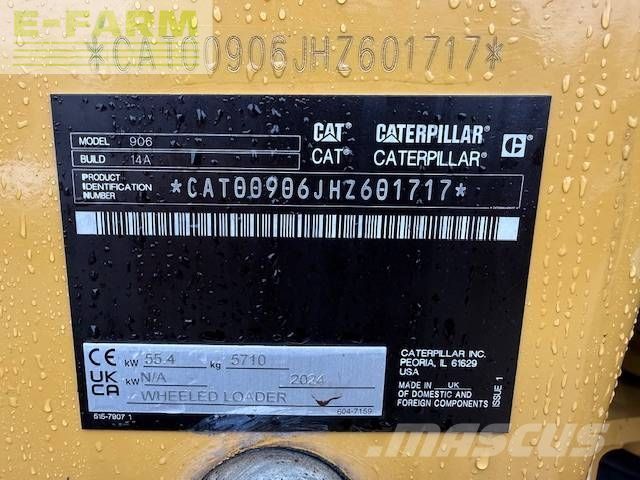 E-FARM
*CAT00906JHZ601717*
MODEL 906
BUILD 14A
CAT® CATERPILLAR®
CAT® CATERPILLAR®
C
PRODUCT IDENTIFICATION NUMBER
*CAT00906JHZ601717*
CE
UK
CA
kW 55.4 kg 5710
kW N/A 2024
WHEELED LOADER
515-7907 1
504-7159
CATERPILLAR INC.
PEORIA, IL 61629
USA
MADE IN UK
OF DOMESTIC AND
FOREIGN COMPONENTS
ISSUE 1
MASCUS